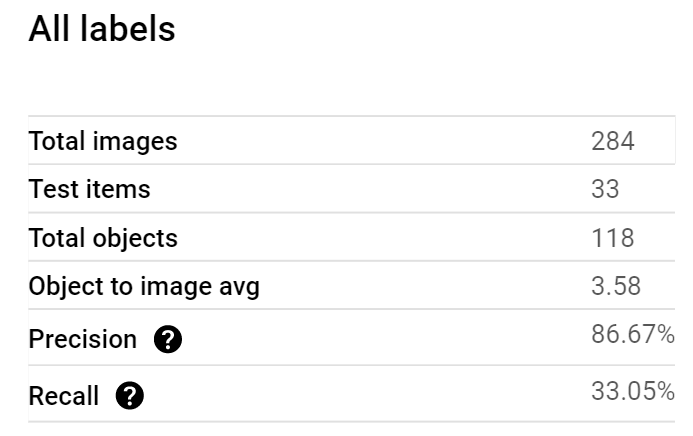 All labels
Total images 284
Test items 33
Total objects 118
Object to image avg 3.58
Precision ? 86.67%
Recall ? 33.05%